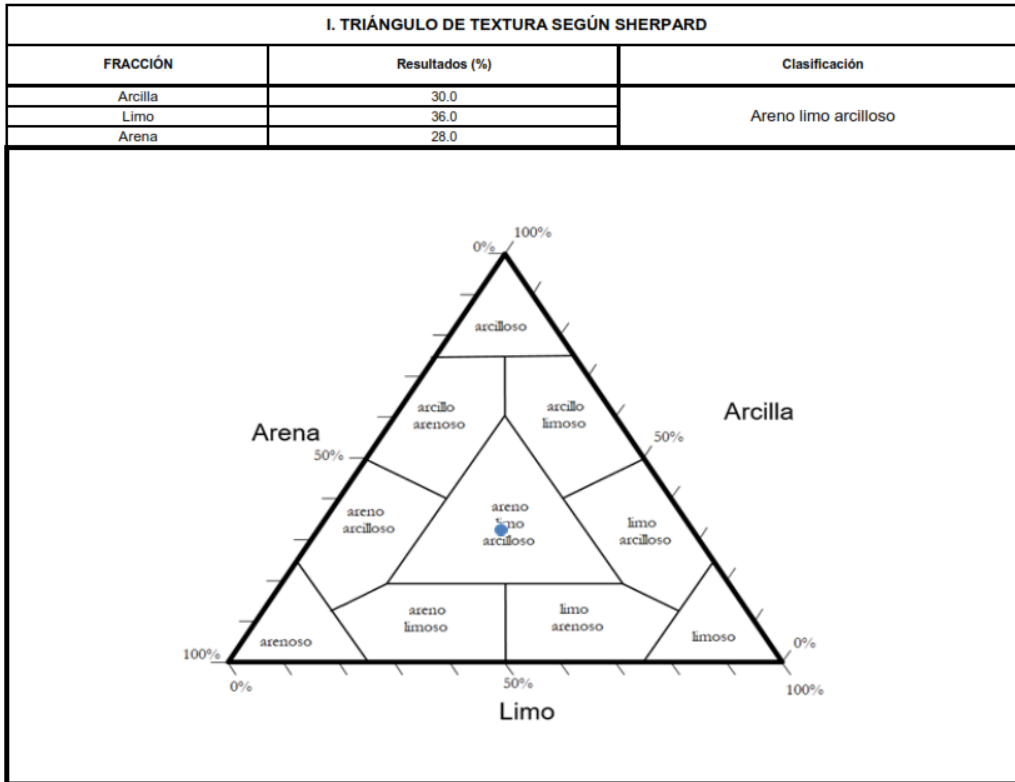 I. TRIÁNGULO DE TEXTURA SEGÚN SHERPARD
FRACCIÓN Resultados (%) Clasificación
Arcilla 30.0
Limo 36.0
Arena 28.0
Areno limo arcilloso
0% 100%
arcilloso
arcillo
arenoso
arcillo
limoso
Arena
Arcilla
50%
50%
areno
arcilloso
areno
limo
arcilloso
limo
arcilloso
areno
limoso
limo
arenoso
arenoso
limoso
100%
0%
0%
50%
100%
Limo